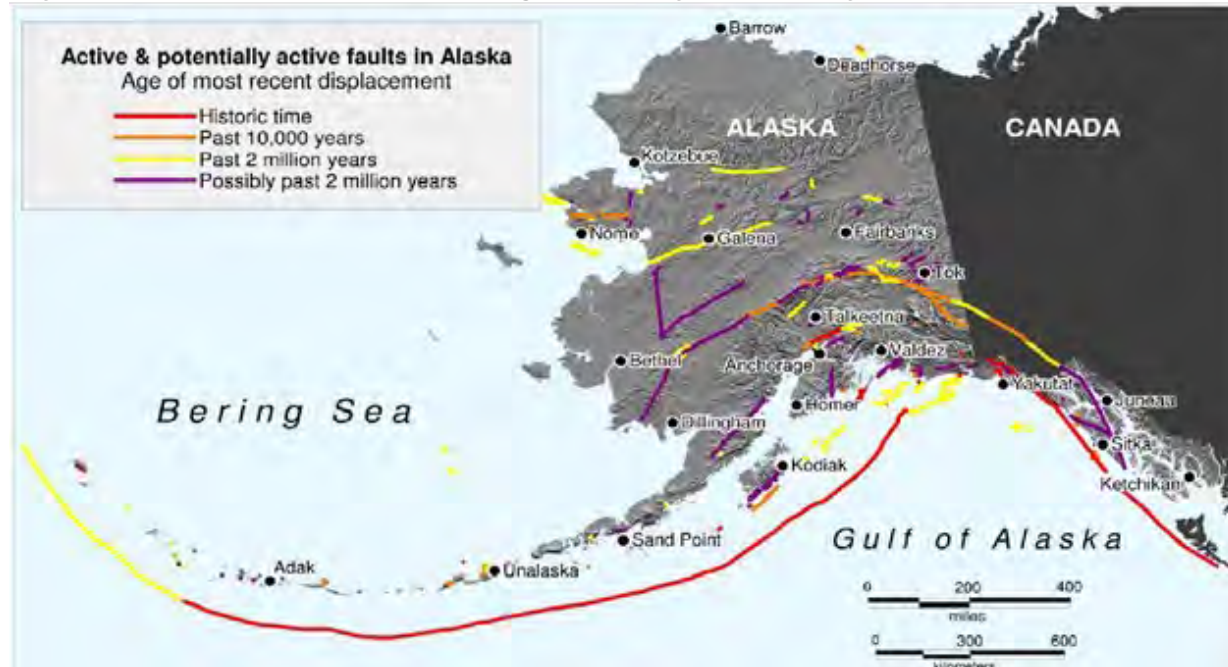 Active & potentially active faults in Alaska
Age of most recent displacement
Historic time
Past 10,000 years
Past 2 million years
Possibly past 2 million years
Barrow
Deadhorse
ALASKA
CANADA
Kotzebue
Nome
Galena
Fairbanks
Tok
Talkeetna
Bethel
Anchorage
Valdez
Yakutat
Juneau
Bering Sea
Homer
Dillingham
Sitka
Kodiak
Ketchikan
Sand Point
Gulf of Alaska
Adak
Unalaska
0 200 400
miles
0 300 600
kilometers